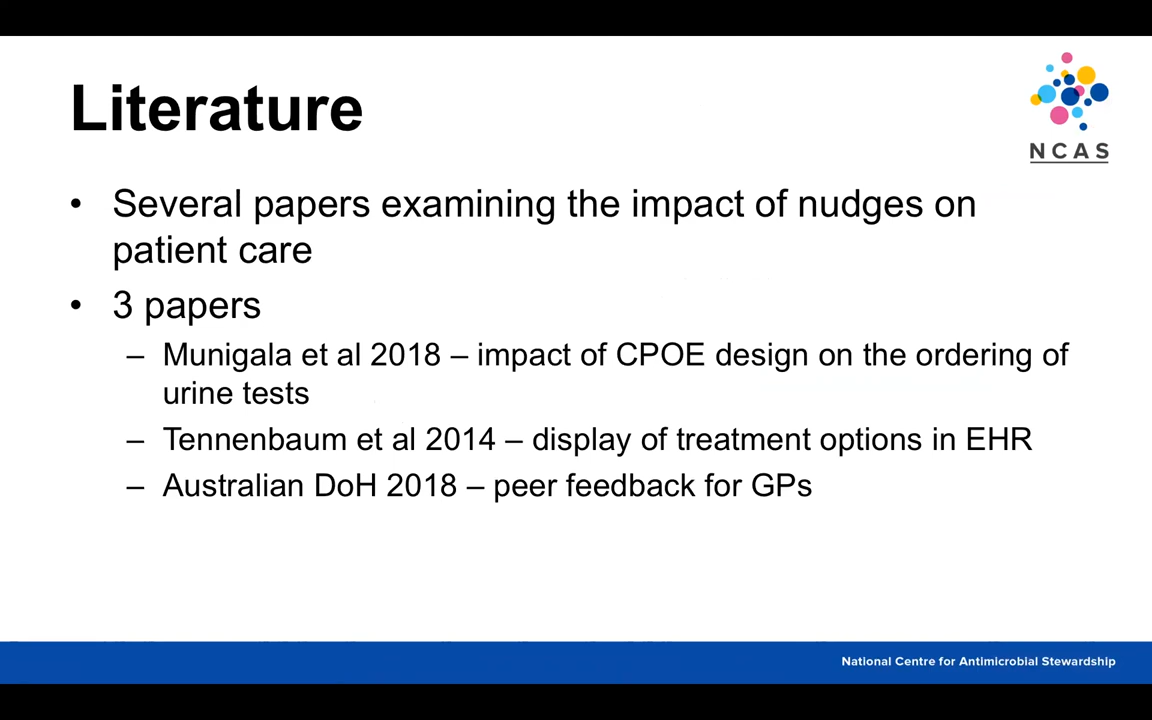 Literature
NCAS
• Several papers examining the impact of nudges on
patient care
• 3 papers
– Munigala et al 2018 – impact of CPOE design on the ordering of
urine tests
– Tennenbaum et al 2014 – display of treatment options in EHR
– Australian DoH 2018 – peer feedback for GPs
National Centre for Antimicrobial Stewardship